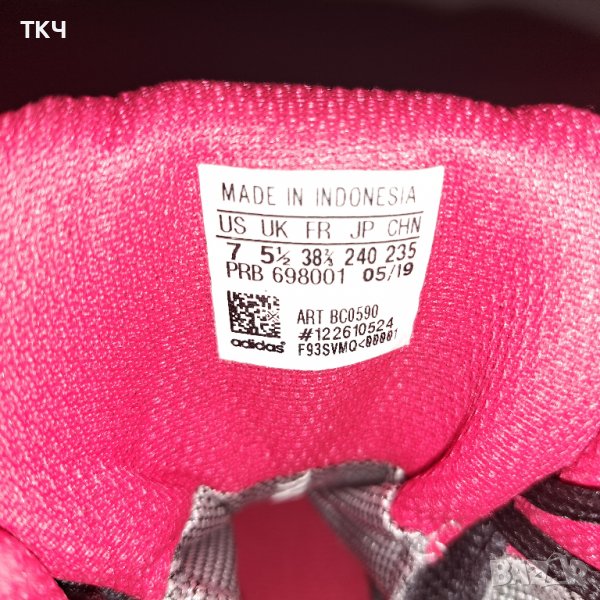 ТКЧ
MADE IN INDONESIA
US UK FR JP CHN
7 5½ 38⅔ 240 235
PRB 698001 05/19
ART BC0590
#122610524
adidas F93SVMQ<00001
BAZAR